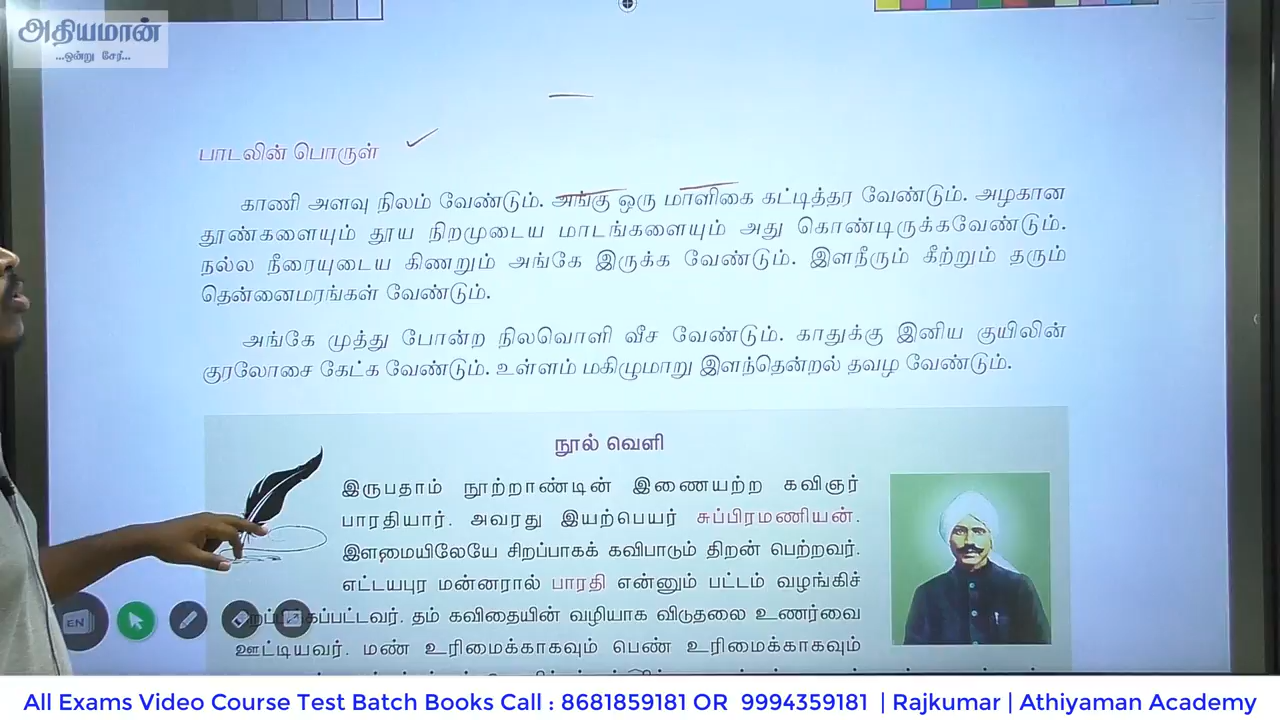 அதியமான்
...ஒன்று சேர்...
பாடலின் பொருள்
காணி அளவு நிலம் வேண்டும். அங்கு ஒரு மாளிகை கட்டித்தர வேண்டும். அழகான
தூண்களையும் தூய நிறமுடைய மாடங்களையும் அது கொண்டிருக்கவேண்டும்.
நல்ல நீரையுடைய கிணறும் அங்கே இருக்க வேண்டும். இளநீரும் கீற்றும் தரும்
தென்னைமரங்கள் வேண்டும்.
அங்கே முத்து போன்ற நிலவொளி வீச வேண்டும். காதுக்கு இனிய குயிலின்
குரலோசை கேட்க வேண்டும். உள்ளம் மகிழுமாறு இளந்தென்றல் தவழ வேண்டும்.
நூல் வெளி
இருபதாம் நூற்றாண்டின் இணையற்ற கவிஞர்
பாரதியார். அவரது இயற்பெயர் சுப்பிரமணியன்.
இளமையிலேயே சிறப்பாகக் கவிபாடும் திறன் பெற்றவர்.
எட்டயபுர மன்னரால் பாரதி என்னும் பட்டம் வழங்கிச்
தம் கவிதையின் வழியாக விடுதலை உணர்வை
ஊட்டியவர். மண் உரிமைக்காகவும் பெண் உரிமைக்காகவும்
EN
All Exams Video Course Test Batch Books Call : 8681859181 OR 9994359181 | Rajkumar | Athiyaman Academy